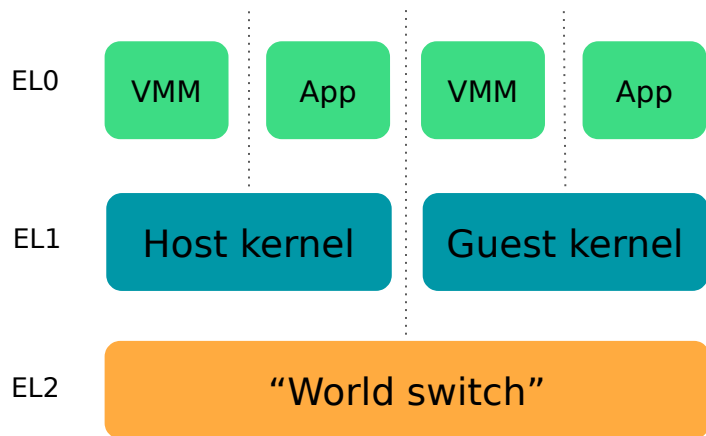 EL0
VMM
App
VMM
App
EL1
Host kernel
Guest kernel
EL2
“World switch”